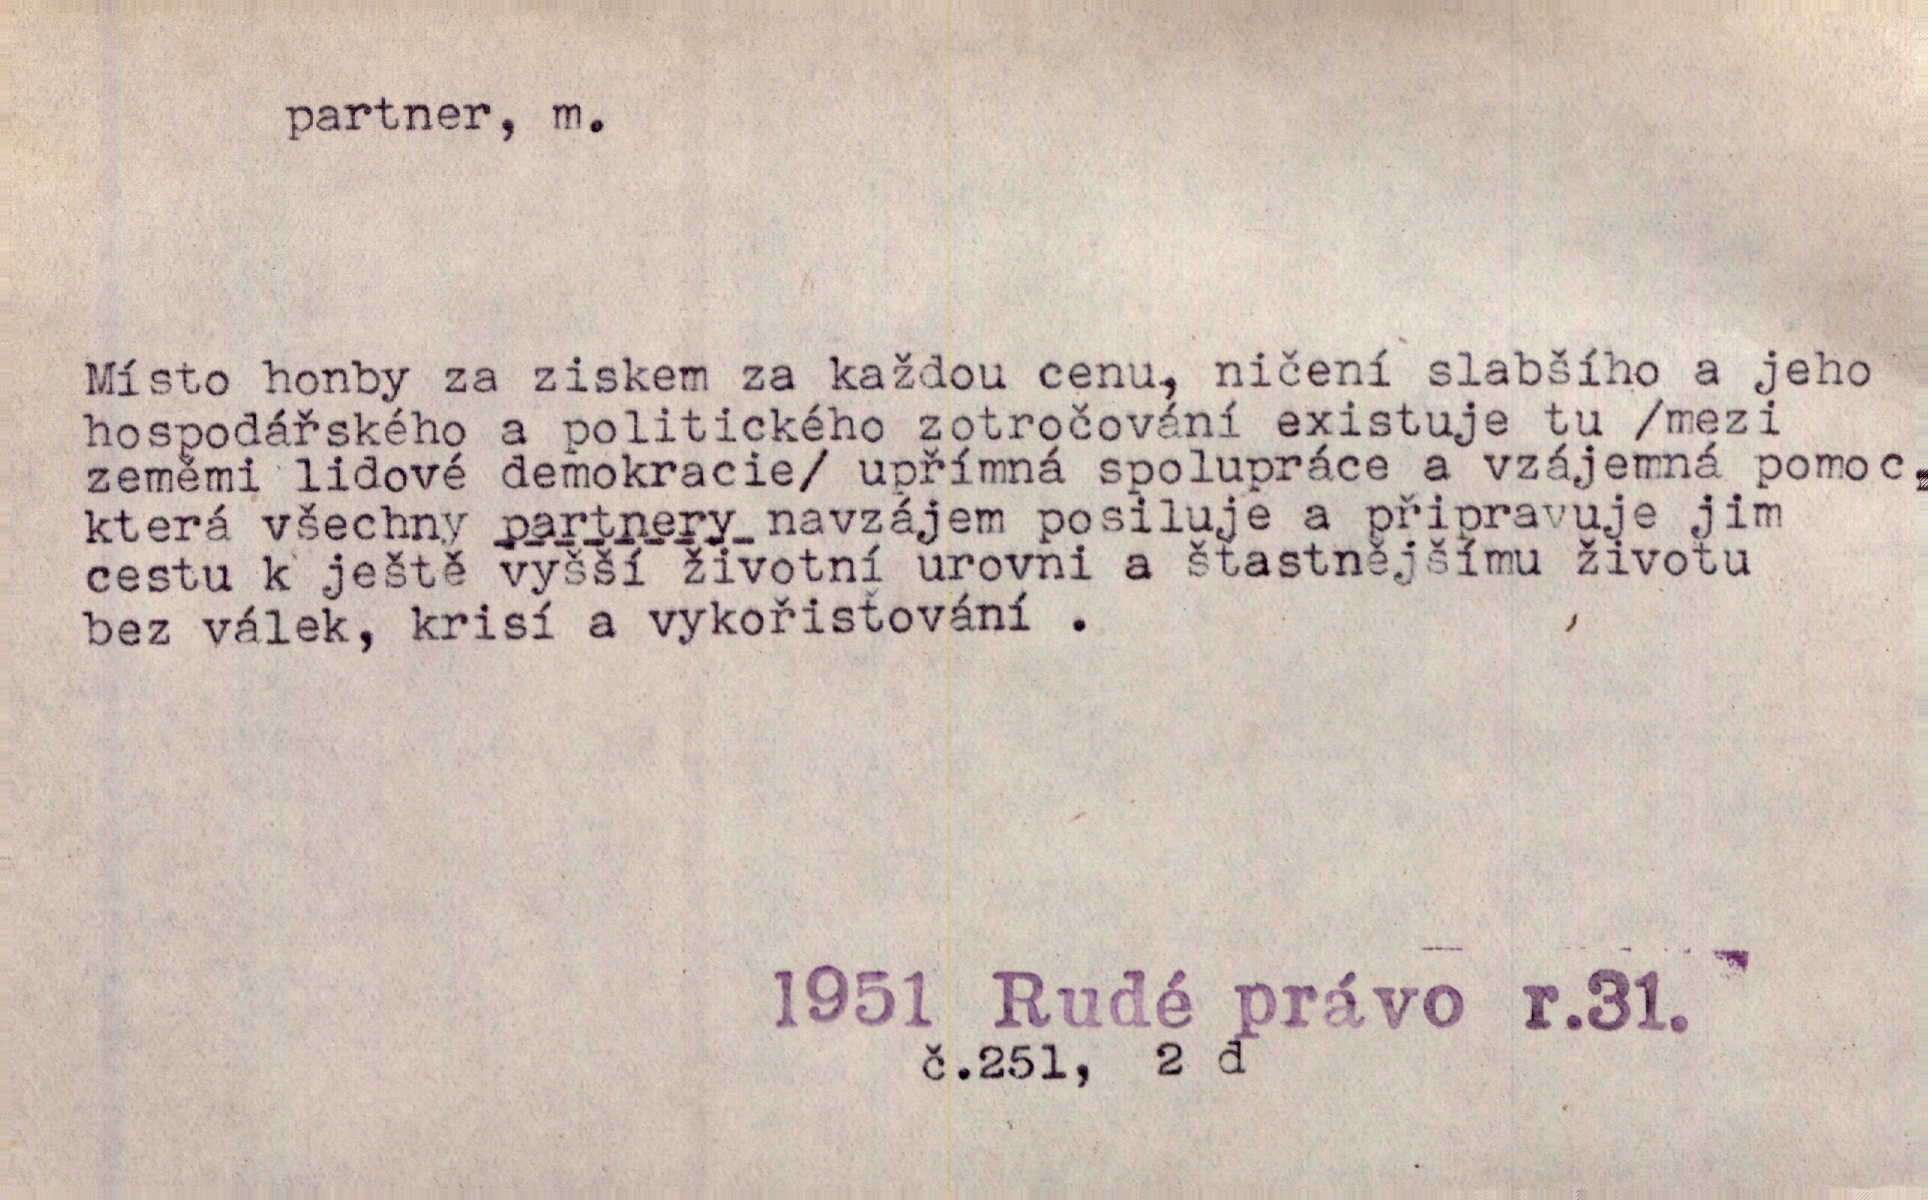 partner, m.
Místo honby za ziskem za každou cenu, ničení slabšího a jeho
hospodářského a politického zotročování existuje tu /mezi
zeměmi lidové demokracie/ upřímná spolupráce a vzájemná pomoc,
která všechny partnery navzájem posiluje a připravuje jim
cestu k ještě vyšší životní urovni a štastnějšímu životu
bez válek, krisí a vykořisťování .
1951 Rudé právo r.31.
č.251, 2 d